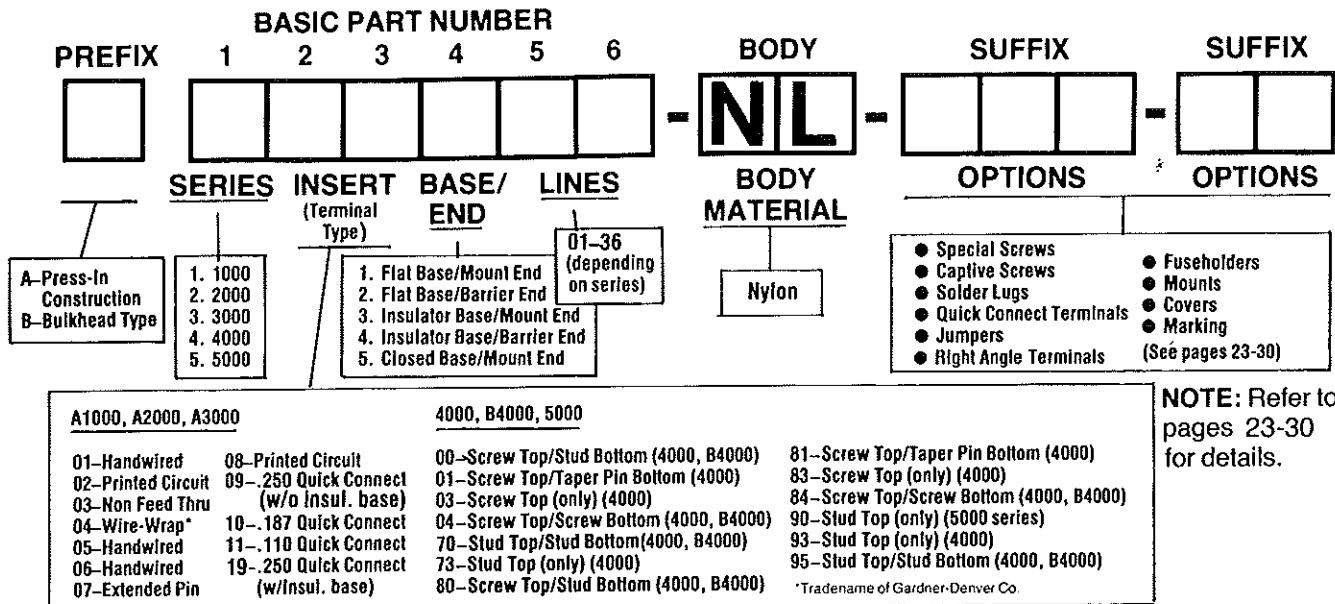 BASIC PART NUMBER
PREFIX 1 2 3 4 5 6 BODY SUFFIX SUFFIX
- NL - -
SERIES INSERT BASE/ LINES BODY OPTIONS OPTIONS
(Terminal END MATERIAL
Type)
A–Press-In
Construction
B–Bulkhead Type
1. 1000
2. 2000
3. 3000
4. 4000
5. 5000
1. Flat Base/Mount End
2. Flat Base/Barrier End
3. Insulator Base/Mount End
4. Insulator Base/Barrier End
5. Closed Base/Mount End
01–36
(depending
on series)
Nylon
● Special Screws
● Captive Screws
● Solder Lugs
● Quick Connect Terminals
● Jumpers
● Right Angle Terminals
● Fuseholders
● Mounts
● Covers
● Marking
(See pages 23-30)
A1000, A2000, A3000
01–Handwired
02–Printed Circuit
03–Non Feed Thru
04–Wire-Wrap*
05–Handwired
06–Handwired
07–Extended Pin
08–Printed Circuit
09–.250 Quick Connect
(w/o Insul. base)
10–.187 Quick Connect
11–.110 Quick Connect
19–.250 Quick Connect
(w/Insul. base)
4000, B4000, 5000
00–Screw Top/Stud Bottom (4000, B4000)
01–Screw Top/Taper Pin Bottom (4000)
03–Screw Top (only) (4000)
04–Screw Top/Screw Bottom (4000, B4000)
70–Stud Top/Stud Bottom(4000, B4000)
73–Stud Top (only) (4000)
80–Screw Top/Stud Bottom (4000, B4000)
81–Screw Top/Taper Pin Bottom (4000)
83–Screw Top (only) (4000)
84–Screw Top/Screw Bottom (4000, B4000)
90–Stud Top (only) (5000 series)
93–Stud Top (only) (4000)
95–Stud Top/Stud Bottom (4000, B4000)
*Tradename of Gardner-Denver Co.
NOTE: Refer to
pages 23-30
for details.